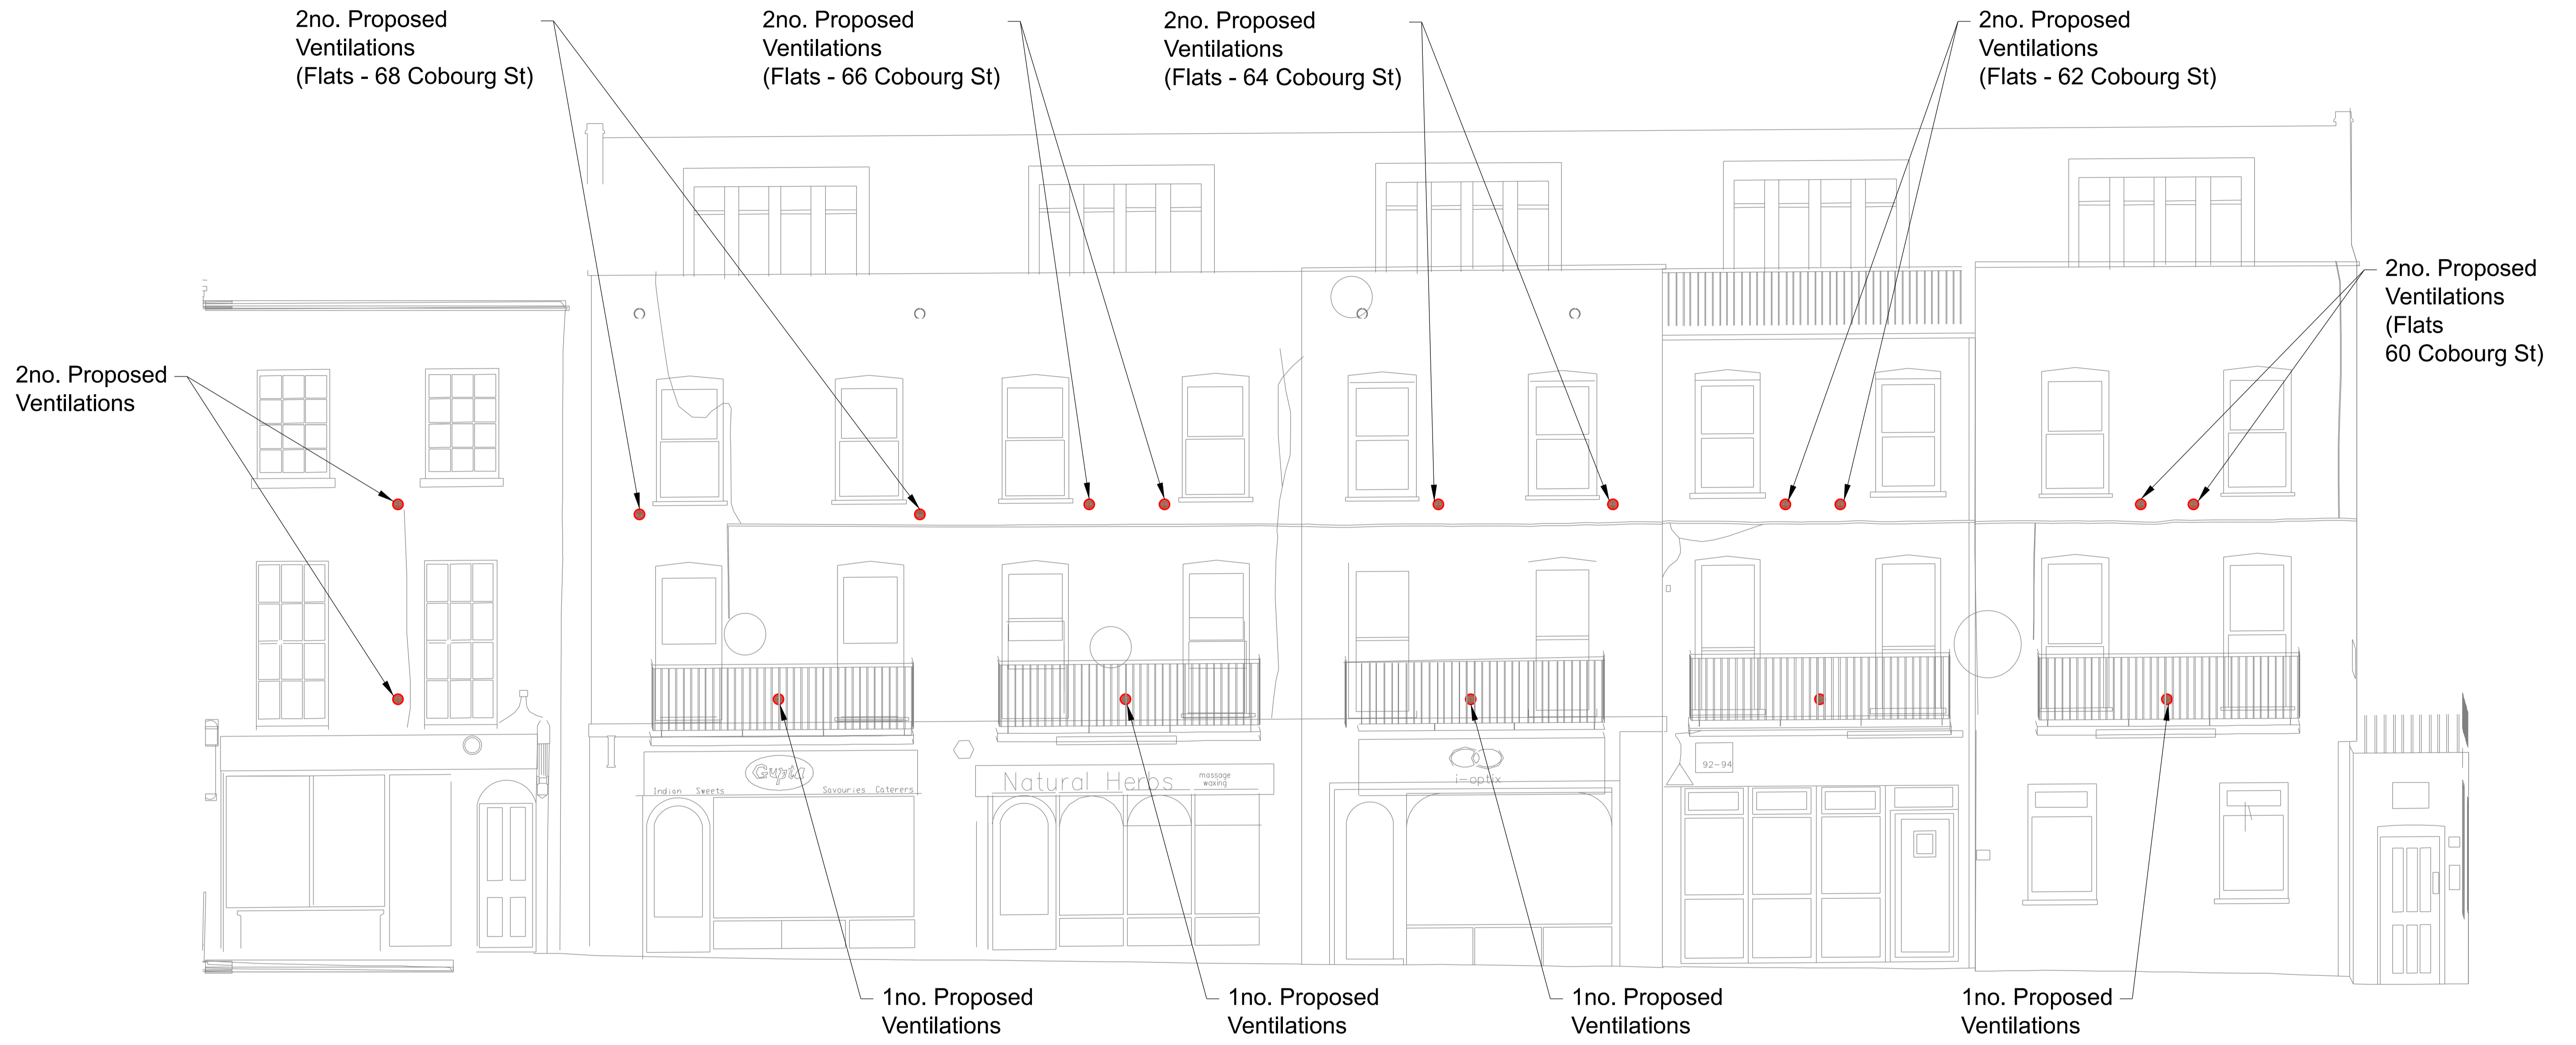 2no. Proposed
Ventilations
(Flats - 68 Cobourg St)
2no. Proposed
Ventilations
(Flats - 66 Cobourg St)
2no. Proposed
Ventilations
(Flats - 64 Cobourg St)
2no. Proposed
Ventilations
(Flats - 62 Cobourg St)
2no. Proposed
Ventilations
(Flats
60 Cobourg St)
2no. Proposed
Ventilations
Gupta
Indian Sweets Savouries Caterers
Natural Herbs
massage
waxing
i-optix
92-94
1no. Proposed
Ventilations
1no. Proposed
Ventilations
1no. Proposed
Ventilations
1no. Proposed
Ventilations